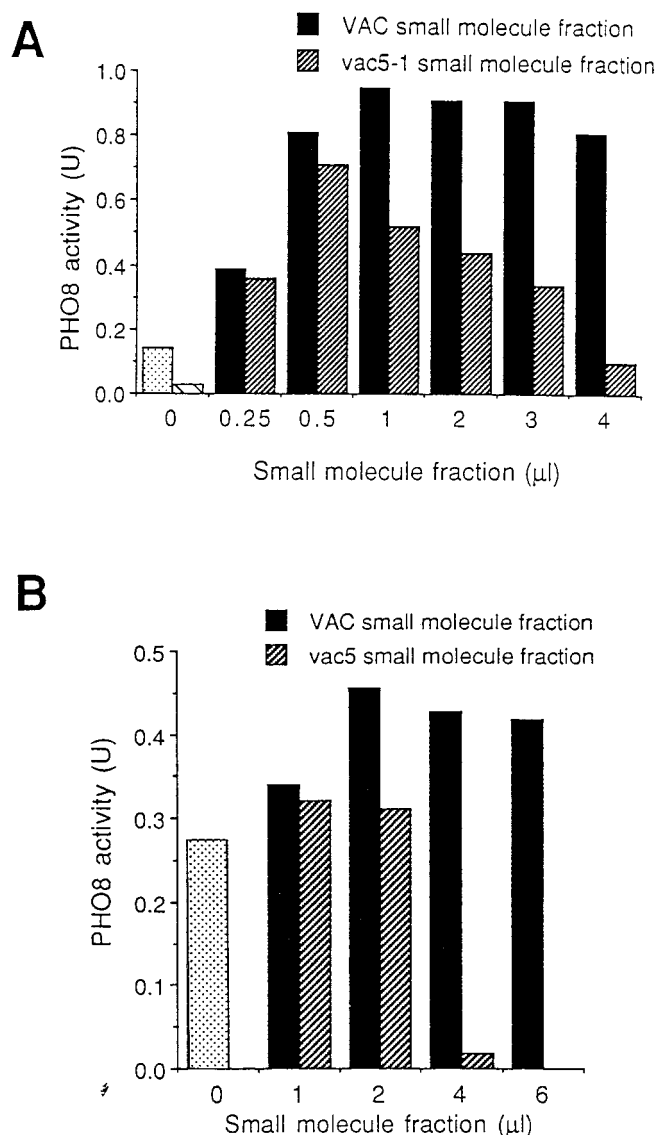 A
VAC small molecule fraction
vac5-1 small molecule fraction
PHO8 activity (U)
1.0
0.8
0.6
0.4
0.2
0.0
0 0.25 0.5 1 2 3 4
Small molecule fraction (μl)
B
VAC small molecule fraction
vac5 small molecule fraction
PHO8 activity (U)
0.5
0.4
0.3
0.2
0.1
0.0
0 1 2 4 6
Small molecule fraction (μl)